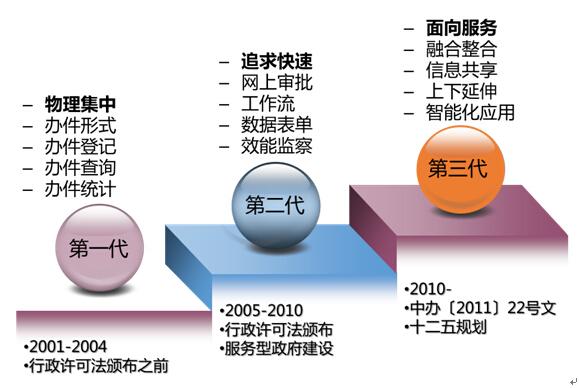 – 物理集中
– 办件形式
– 办件登记
– 办件查询
– 办件统计
第一代
•2001-2004
•行政许可法颁布之前
– 追求快速
– 网上审批
– 工作流
– 数据表单
– 效能监察
第二代
•2005-2010
•行政许可法颁布
•服务型政府建设
– 面向服务
– 融合整合
– 信息共享
– 上下延伸
– 智能化应用
第三代
•2010-
•中办〔2011〕22号文
•十二五规划